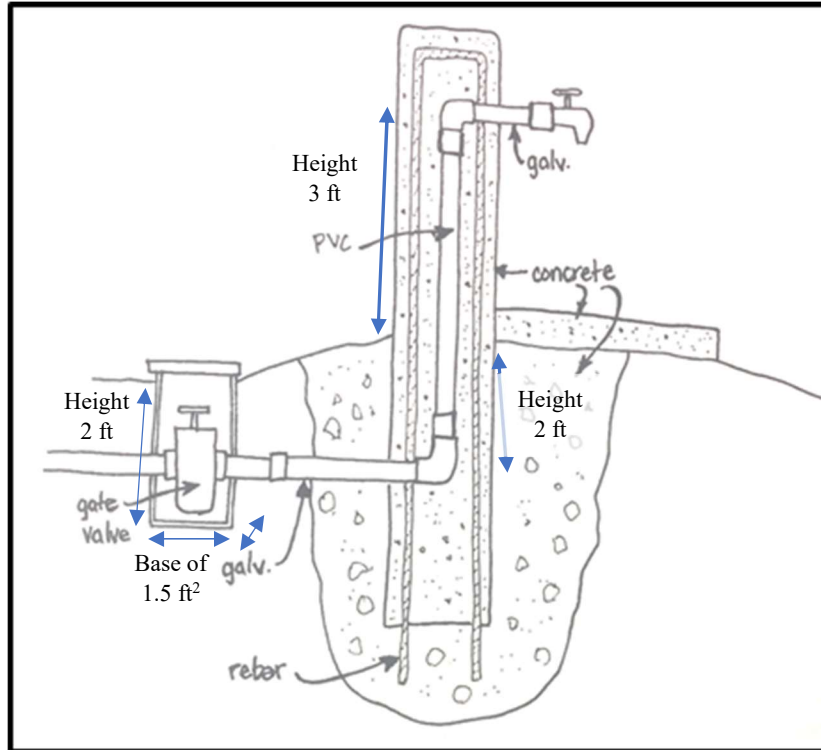 Height
3 ft
galv.
PVC
concrete
Height
2 ft
Height
2 ft
gate
valve
Base of
1.5 ft²
galv.
rebar